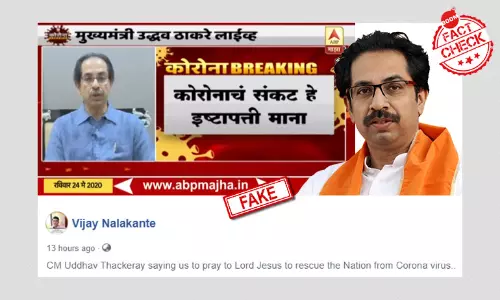 मुख्यमंत्री उद्धव ठाकरे लाईव्ह
abp
माझा
BOOM
FACT
CHECK
कोरोना BREAKING
कोरोनाचं संकट हे
इष्टापत्ती माना
रविवार 24 मे 2020
www.abpmajha.in
FAKE
Vijay Nalakante
13 hours ago ·
CM Uddhav Thackeray saying us to pray to Lord Jesus to rescue the Nation from Corona virus..